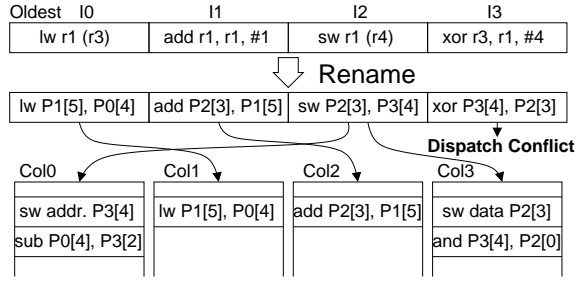 Oldest I0 I1 I2 I3
lw r1 (r3) add r1, r1, #1 sw r1 (r4) xor r3, r1, #4
Rename
lw P1[5], P0[4] add P2[3], P1[5] sw P2[3], P3[4] xor P3[4], P2[3]
Dispatch Conflict
Col0 Col1 Col2 Col3
sw addr. P3[4] lw P1[5], P0[4] add P2[3], P1[5] sw data P2[3]
sub P0[4], P3[2] and P3[4], P2[0]